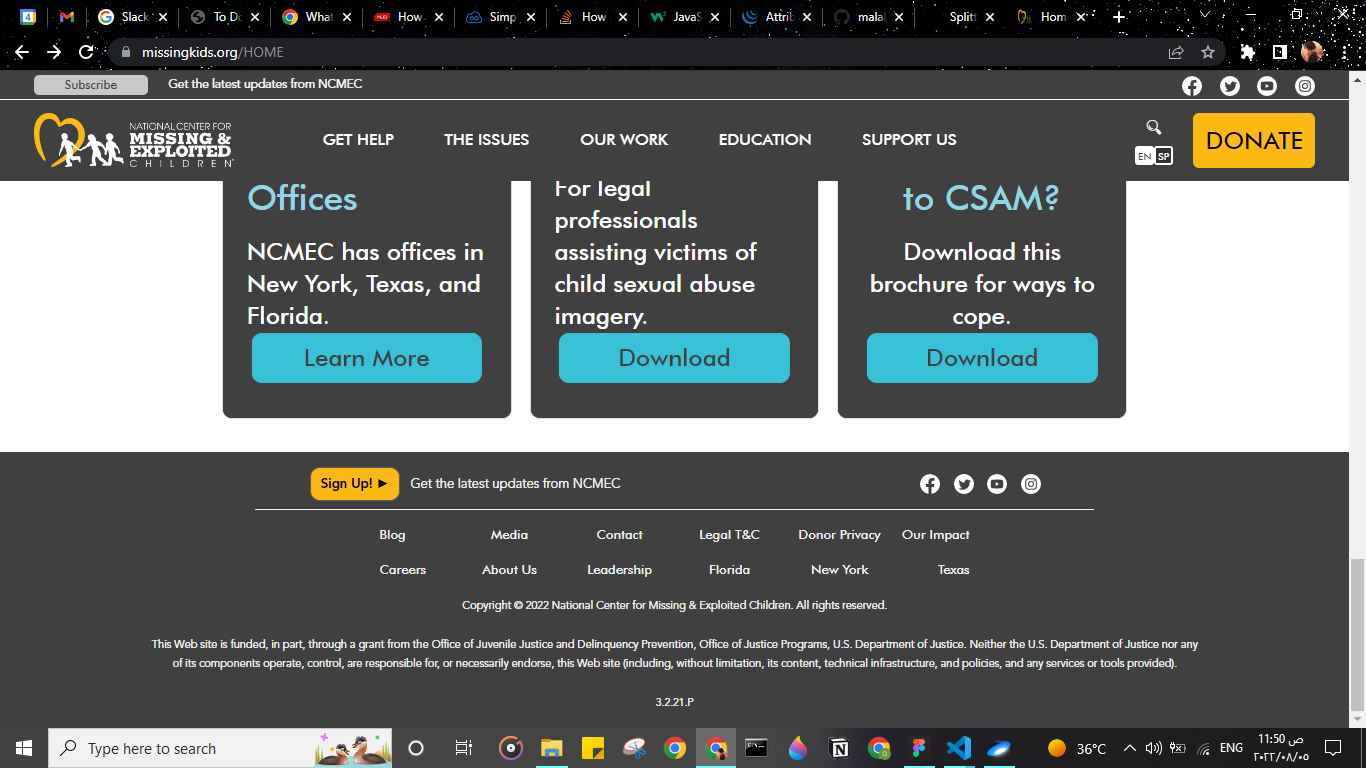 Slack
To Do
What
How
Simp
How
JavaS
Attrib
malal
Splitt
Hom
missingkids.org/HOME
Subscribe
Get the latest updates from NCMEC
NATIONAL CENTER FOR
MISSING &
EXPLOITED
CHILDREN
GET HELP
THE ISSUES
OUR WORK
EDUCATION
SUPPORT US
EN SP
DONATE
Offices
NCMEC has offices in
New York, Texas, and
Florida.
Learn More
For legal
professionals
assisting victims of
child sexual abuse
imagery.
Download
to CSAM?
Download this
brochure for ways to
cope.
Download
Sign Up! ►
Get the latest updates from NCMEC
Blog
Media
Contact
Legal T&C
Donor Privacy
Our Impact
Careers
About Us
Leadership
Florida
New York
Texas
Copyright © 2022 National Center for Missing & Exploited Children. All rights reserved.
This Web site is funded, in part, through a grant from the Office of Juvenile Justice and Delinquency Prevention, Office of Justice Programs, U.S. Department of Justice. Neither the U.S. Department of Justice nor any
of its components operate, control, are responsible for, or necessarily endorse, this Web site (including, without limitation, its content, technical infrastructure, and policies, and any services or tools provided).
3.2.21.P
Type here to search
36°C
ENG
11:50 ص
٢٠٢٢/٠٨/٠٥